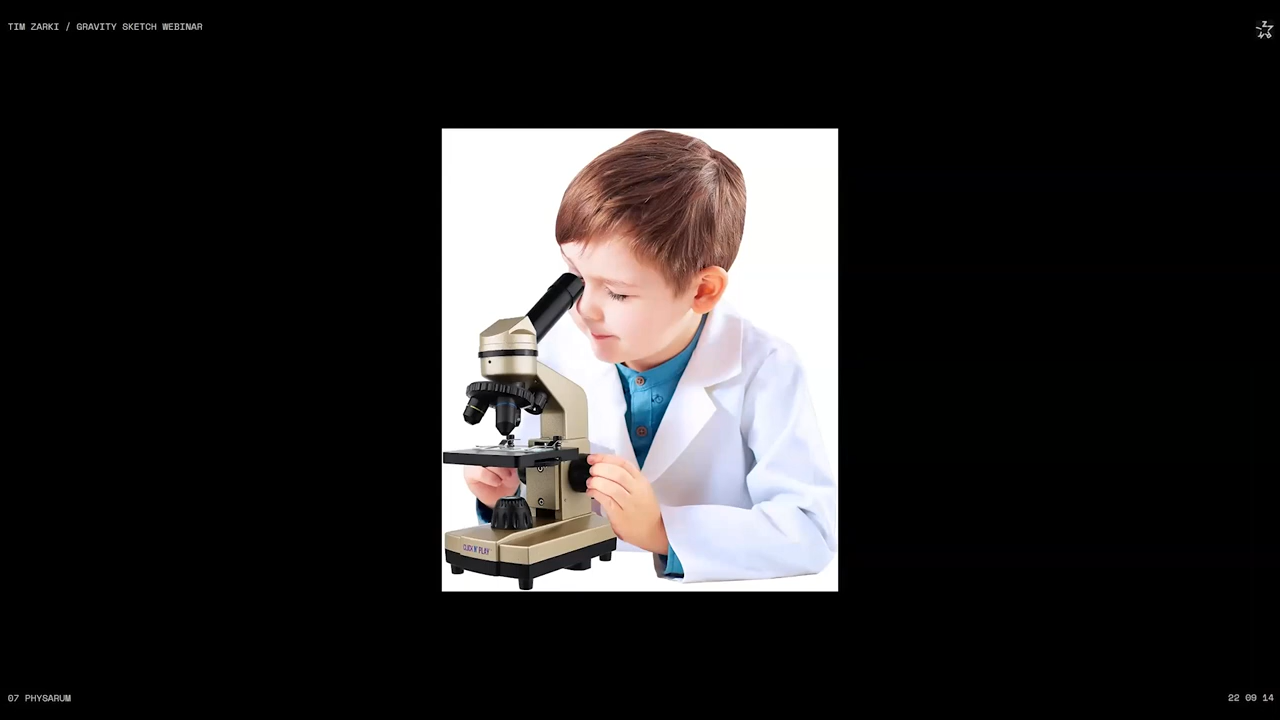 TIM ZARKI / GRAVITY SKETCH WEBINAR
CLICK N' PLAY
07 PHYSARUM
22 09 14